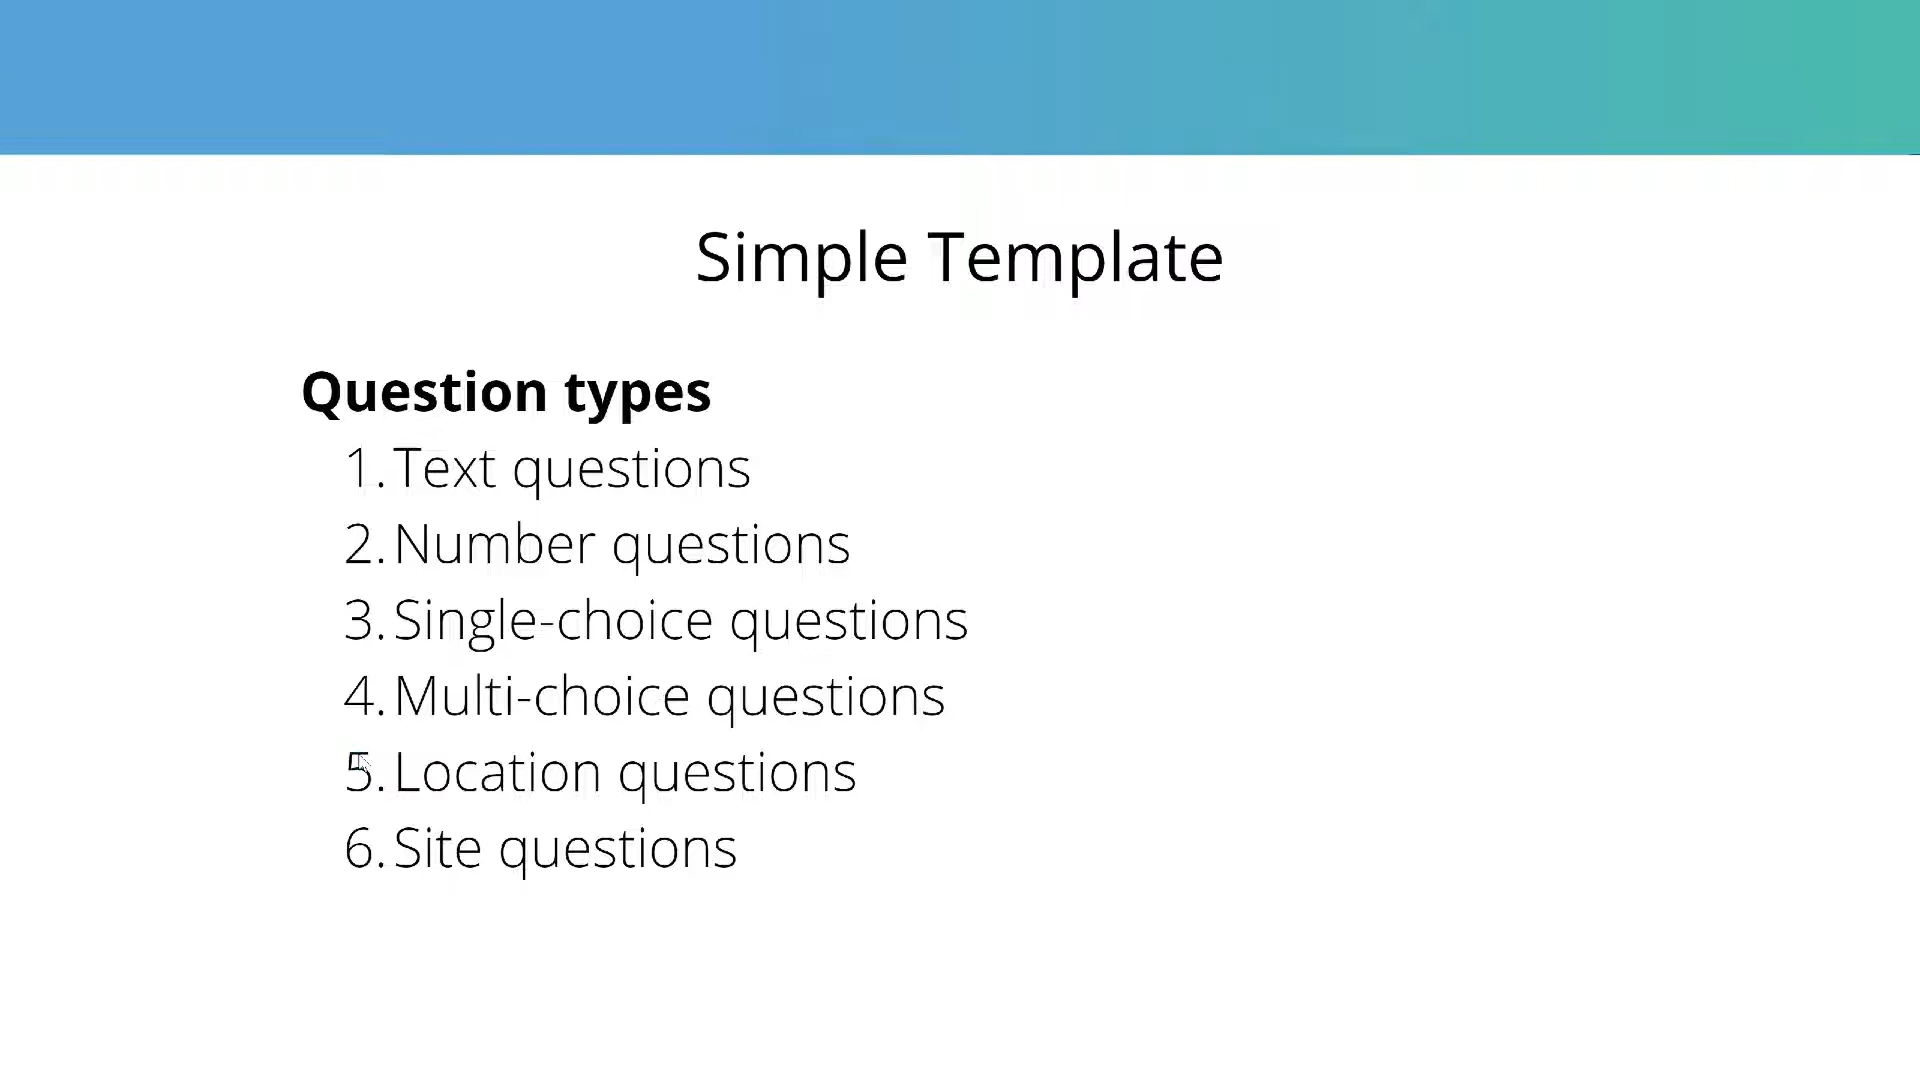 Simple Template
Question types
1. Text questions
2. Number questions
3. Single-choice questions
4. Multi-choice questions
5. Location questions
6. Site questions